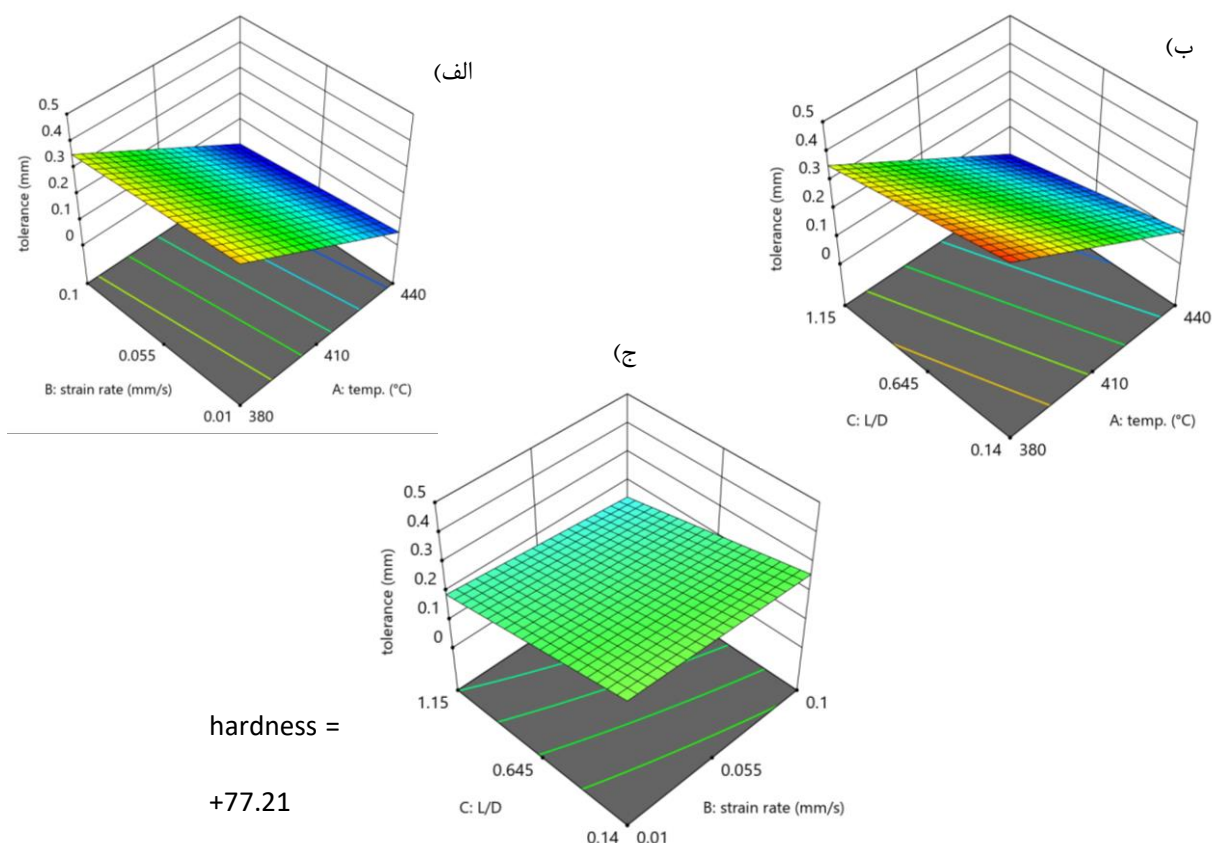 الف)
0.5
0.4
0.3
0.2
0.1
0
tolerance (mm)
0.1
0.055
0.01
B: strain rate (mm/s)
380
410
440
A: temp. (°C)
ب)
0.5
0.4
0.3
0.2
0.1
0
tolerance (mm)
1.15
0.645
0.14
C: L/D
380
410
440
A: temp. (°C)
ج)
0.5
0.4
0.3
0.2
0.1
0
tolerance (mm)
1.15
0.645
0.14
C: L/D
0.01
0.055
0.1
B: strain rate (mm/s)
hardness =
+77.21